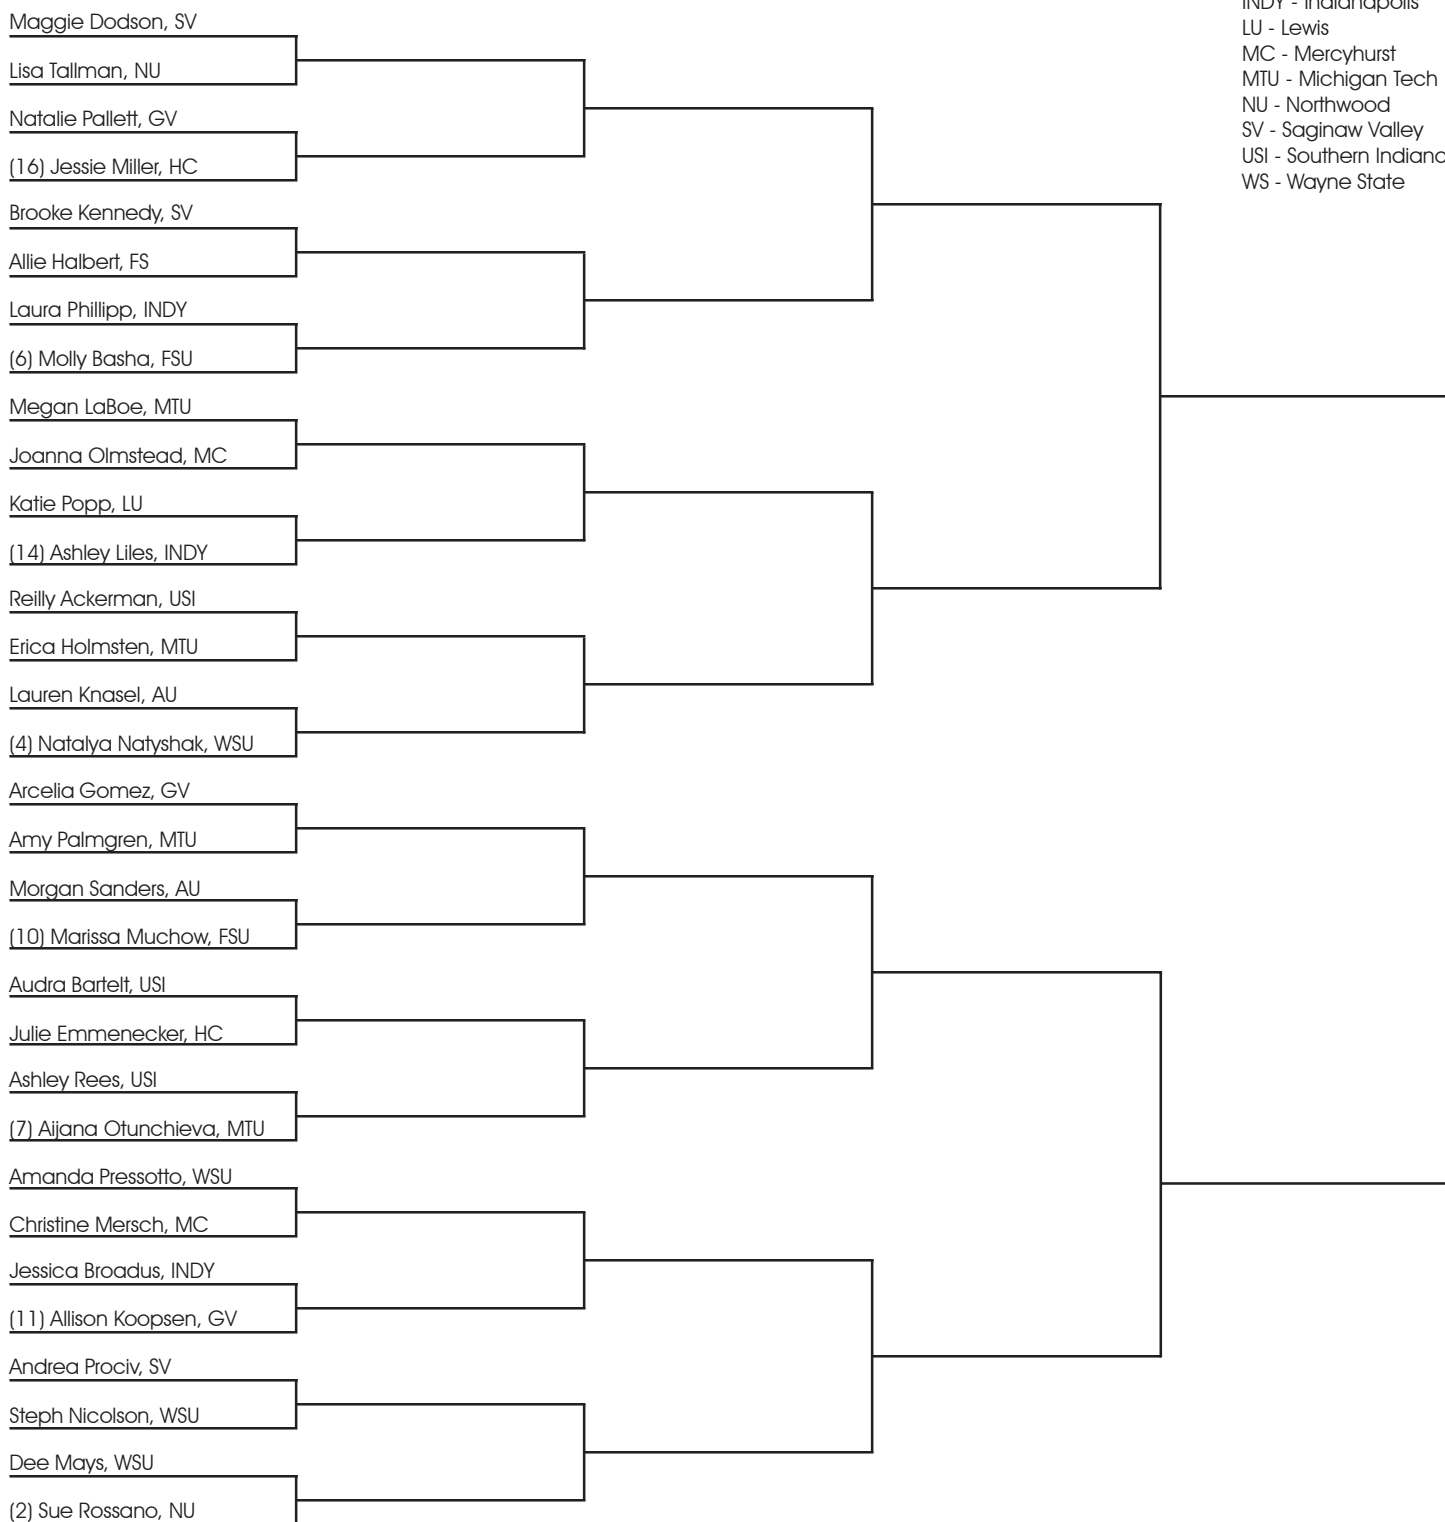 Maggie Dodson, SV
Lisa Tallman, NU
Natalie Pallett, GV
(16) Jessie Miller, HC
Brooke Kennedy, SV
Allie Halbert, FS
Laura Phillipp, INDY
(6) Molly Basha, FSU
Megan LaBoe, MTU
Joanna Olmstead, MC
Katie Popp, LU
(14) Ashley Liles, INDY
Reilly Ackerman, USI
Erica Holmsten, MTU
Lauren Knasel, AU
(4) Natalya Natyshak, WSU
Arcelia Gomez, GV
Amy Palmgren, MTU
Morgan Sanders, AU
(10) Marissa Muchow, FSU
Audra Bartelt, USI
Julie Emmenecker, HC
Ashley Rees, USI
(7) Aijana Otunchieva, MTU
Amanda Pressotto, WSU
Christine Mersch, MC
Jessica Broadus, INDY
(11) Allison Koopsen, GV
Andrea Prociv, SV
Steph Nicolson, WSU
Dee Mays, WSU
(2) Sue Rossano, NU
INDY - Indianapolis
LU - Lewis
MC - Mercyhurst
MTU - Michigan Tech
NU - Northwood
SV - Saginaw Valley
USI - Southern Indiana
WS - Wayne State